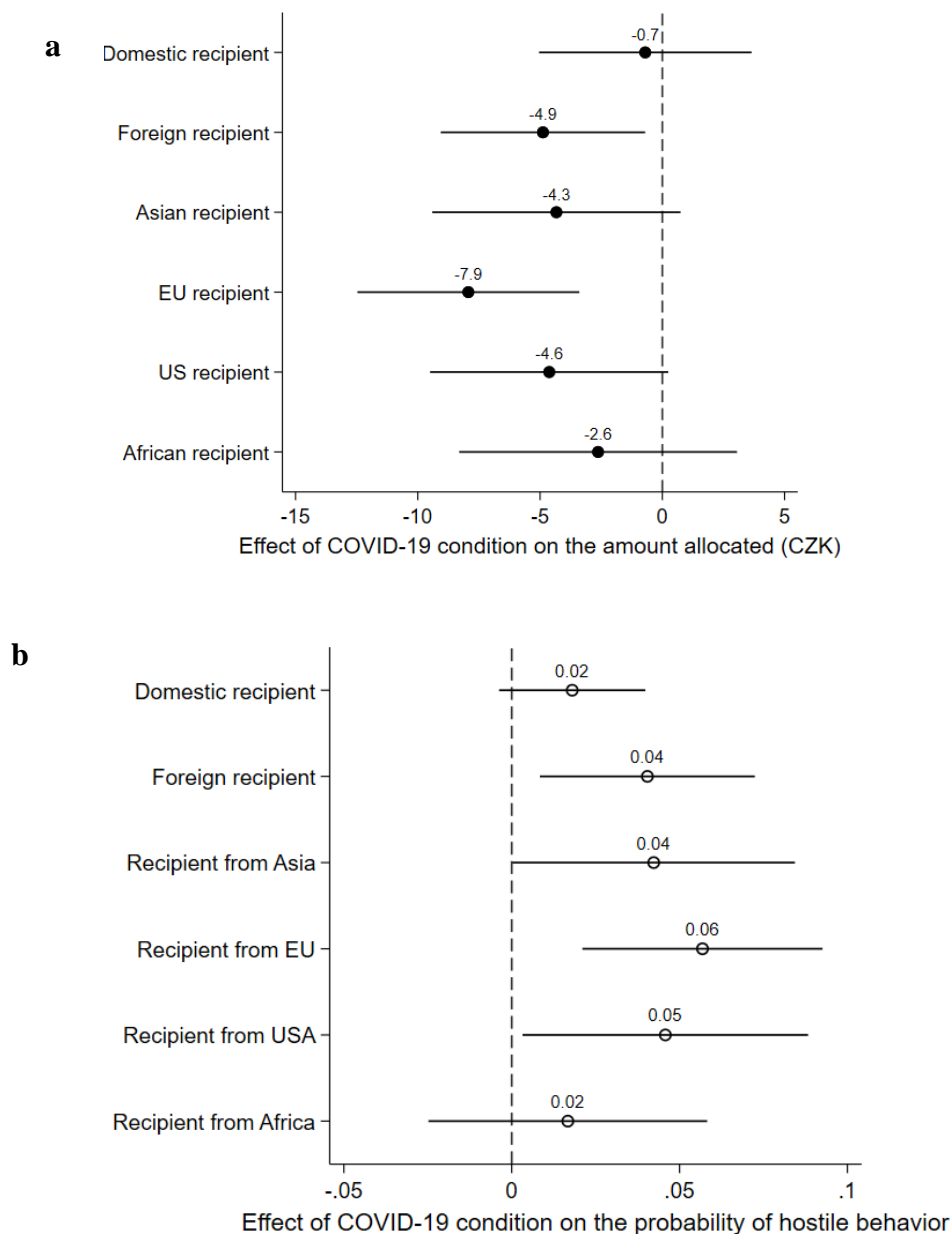 a
Domestic recipient
-0.7
Foreign recipient
-4.9
Asian recipient
-4.3
EU recipient
-7.9
US recipient
-4.6
African recipient
-2.6
-15 -10 -5 0 5
Effect of COVID-19 condition on the amount allocated (CZK)
b
Domestic recipient
0.02
Foreign recipient
0.04
Recipient from Asia
0.04
Recipient from EU
0.06
Recipient from USA
0.05
Recipient from Africa
0.02
-.05 0 .05 .1
Effect of COVID-19 condition on the probability of hostile behavior